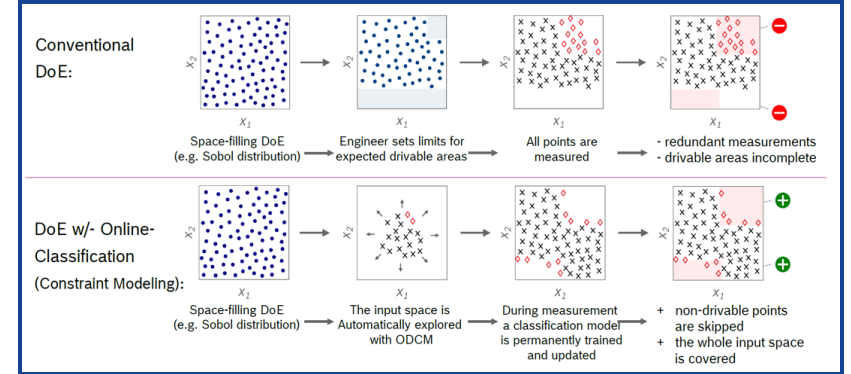 Conventional
DoE:
x2
x1
x2
x1
x2
x1
x2
x1
Space-filling DoE
(e.g. Sobol distribution)
Engineer sets limits for
expected drivable areas
All points are
measured
- redundant measurements
- drivable areas incomplete
DoE w/- Online-
Classification
(Constraint Modeling):
x2
x1
x2
x1
x2
x1
x2
x1
Space-filling DoE
(e.g. Sobol distribution)
The input space is
Automatically explored
with ODCM
During measurement
a classification model
is permanently trained
and updated
+ non-drivable points
are skipped
+ the whole input space
is covered